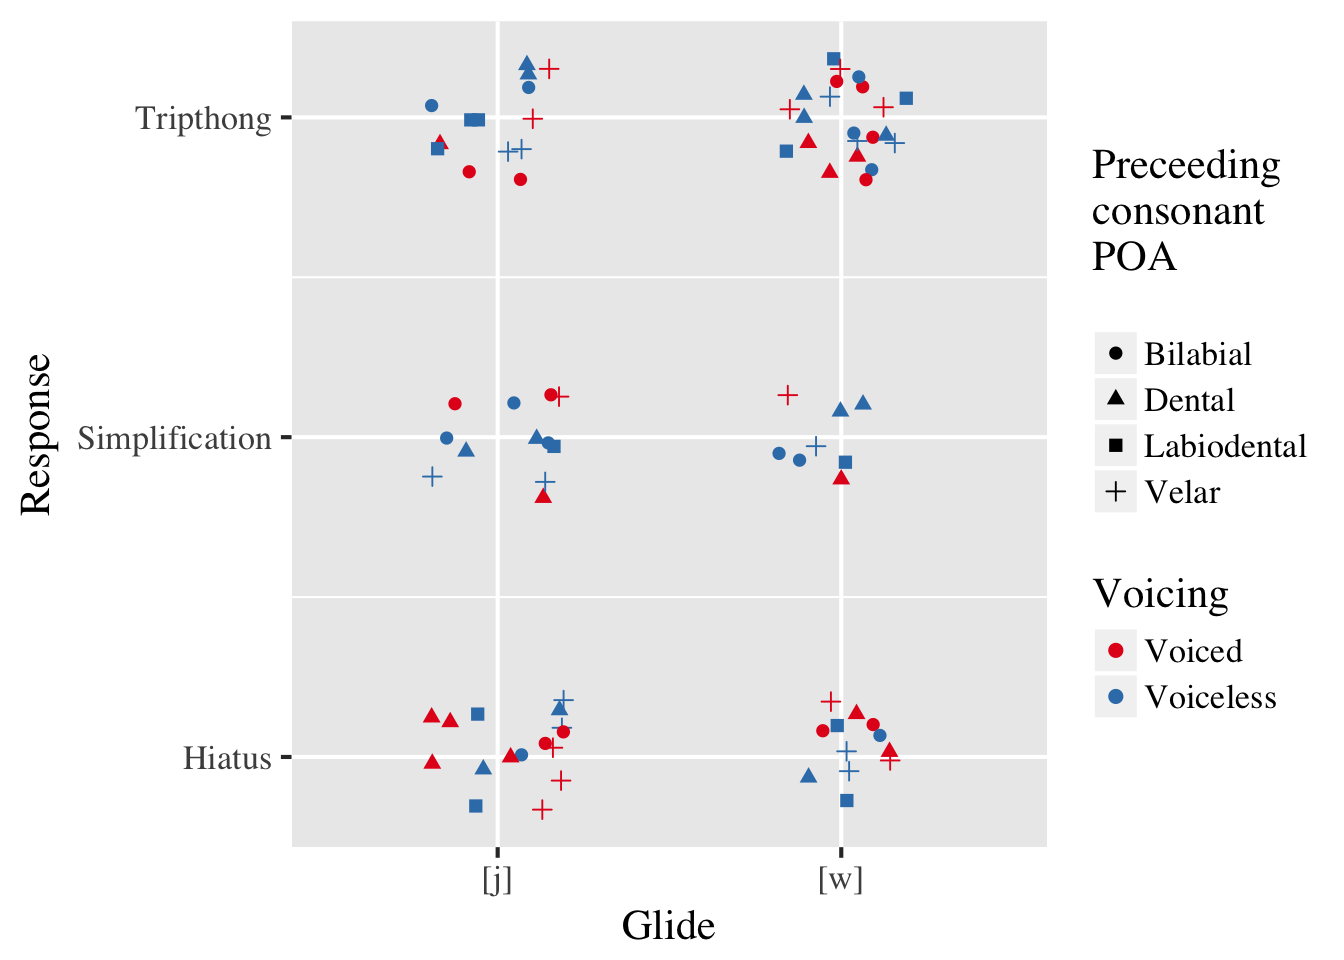 Response
Tripthong
Simplification
Hiatus
[j]
[w]
Glide
Preceeding
consonant
POA
Bilabial
Dental
Labiodental
Velar
Voicing
Voiced
Voiceless